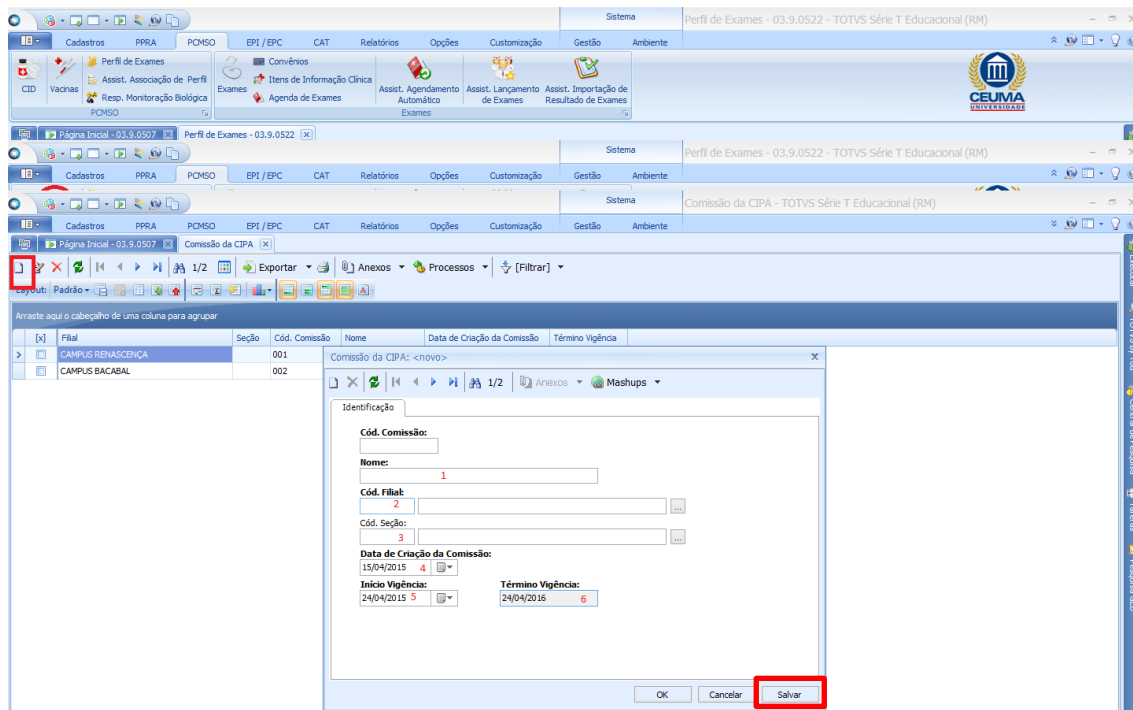 Sistema
Perfil de Exames - 03.9.0522 - TOTVS Série T Educacional (RM)
Cadastros PPRA PCMSO EPI / EPC CAT Relatórios Opções Customização Gestão Ambiente
CID
Vacinas
Perfil de Exames
Assist. Associação de Perfil
Resp. Monitoração Biológica
Exames
Convênios
Itens de Informação Clínica
Agenda de Exames
Assist. Agendamento Automático
Assist. Lançamento de Exames
Assist. Importação de Resultado de Exames
PCMSO
Exames
CEUMA
UNIVERSIDADE
Página Inicial - 03.9.0507 Perfil de Exames - 03.9.0522
Sistema
Perfil de Exames - 03.9.0522 - TOTVS Série T Educacional (RM)
Cadastros PPRA PCMSO EPI / EPC CAT Relatórios Opções Customização Gestão Ambiente
Sistema
Comissão da CIPA - TOTVS Série T Educacional (RM)
Cadastros PPRA PCMSO EPI / EPC CAT Relatórios Opções Customização Gestão Ambiente
Página Inicial - 03.9.0507 Comissão da CIPA
1/2 Exportar Anexos Processos [Filtrar]
Layout: Padrão
Arraste aqui o cabeçalho de uma coluna para agrupar
[x] Filial Seção Cód. Comissão Nome Data de Criação da Comissão Término Vigência
CAMPUS RENASCENÇA 001
CAMPUS BACABAL 002
Comissão da CIPA: <novo>
1/2 Anexos Mashups
Identificação
Cód. Comissão:
Nome:
1
Cód. Filial:
2
...
Cód. Seção:
3
...
Data de Criação da Comissão:
15/04/2015 4
Início Vigência: Término Vigência:
24/04/2015 5 24/04/2016 6
OK Cancelar Salvar